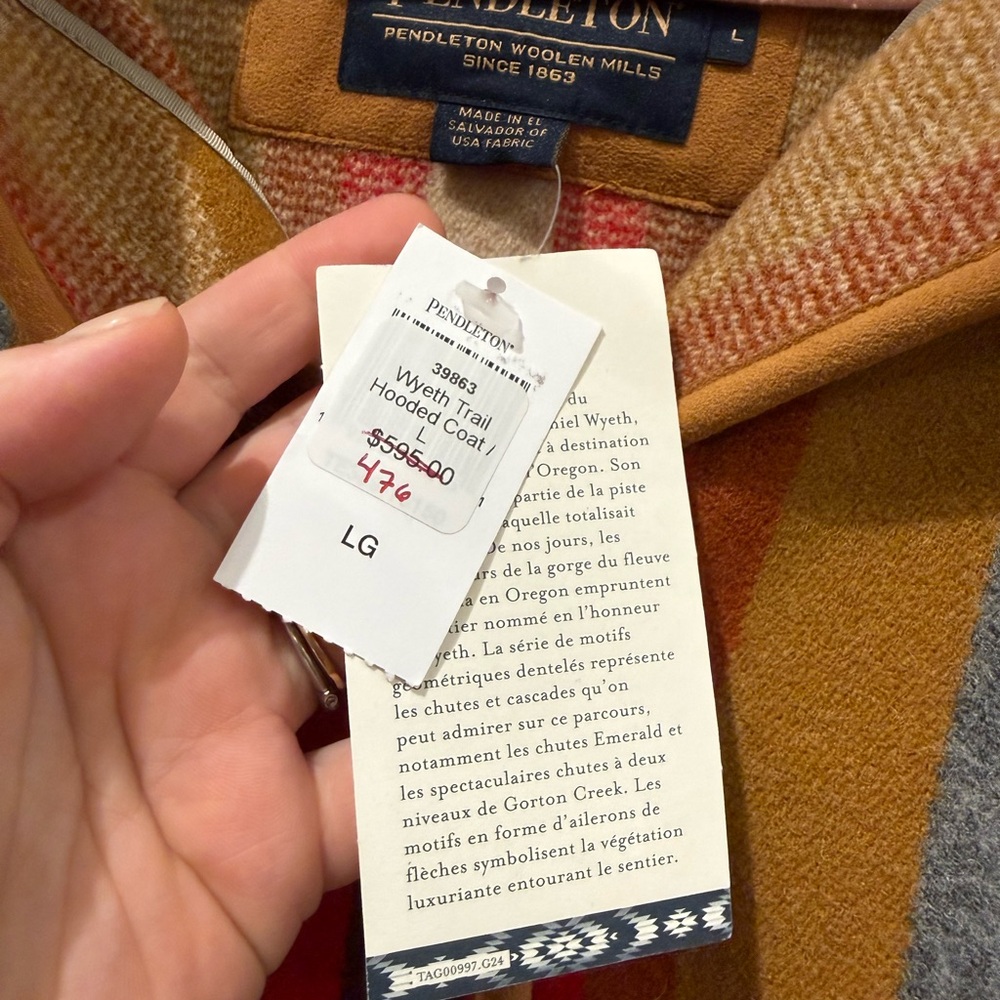 PENDLETON
L
PENDLETON WOOLEN MILLS
SINCE 1863
MADE IN EL
SALVADOR OF
USA FABRIC
PENDLETON
39863
Wyeth Trail
Hooded Coat /
L
$595.00
476
1
1
LG
du
niel Wyeth,
à destination
l'Oregon. Son
partie de la piste
laquelle totalisait
De nos jours, les
de la gorge du fleuve
en Oregon empruntent
nommé en l'honneur
yeth. La série de motifs
géométriques dentelés représente
les chutes et cascades qu'on
peut admirer sur ce parcours,
notamment les chutes Emerald et
les spectaculaires chutes à deux
niveaux de Gorton Creek. Les
motifs en forme d'ailerons de
flèches symbolisent la végétation
luxuriante entourant le sentier.
TAG00997.G24